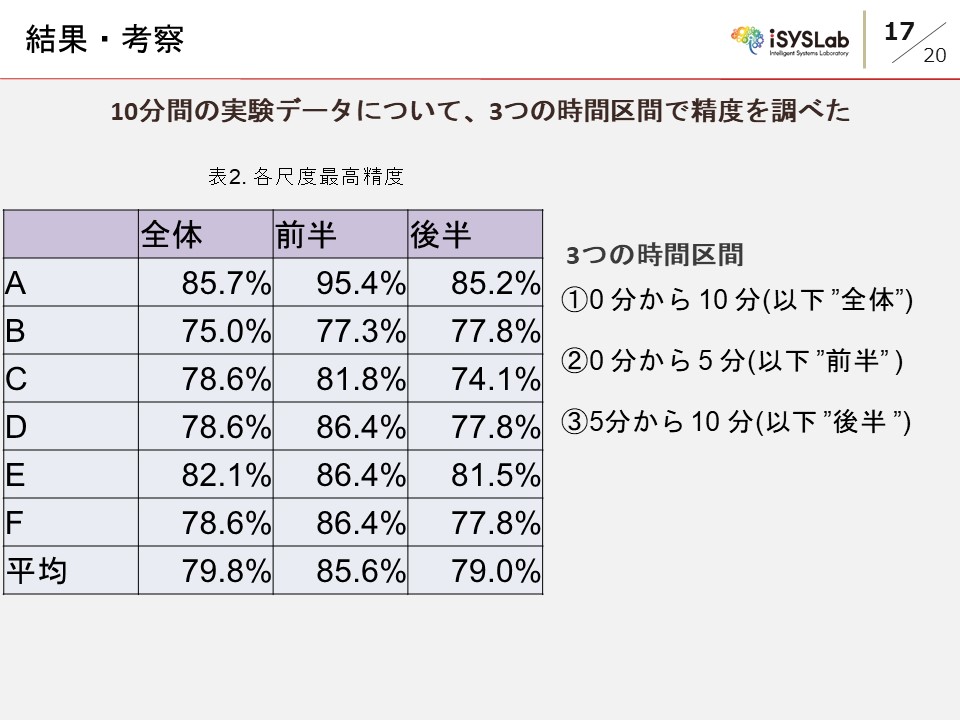 結果・考察
iSYSLab
Intelligent Systems Laboratory
17
20
10分間の実験データについて、3つの時間区間で精度を調べた
表2. 各尺度最高精度
全体 前半 後半
A 85.7% 95.4% 85.2%
B 75.0% 77.3% 77.8%
C 78.6% 81.8% 74.1%
D 78.6% 86.4% 77.8%
E 82.1% 86.4% 81.5%
F 78.6% 86.4% 77.8%
平均 79.8% 85.6% 79.0%
3つの時間区間
①0 分から 10 分(以下 ”全体”)
②0 分から 5 分(以下 ”前半” )
③5分から 10 分(以下 ”後半 ”)